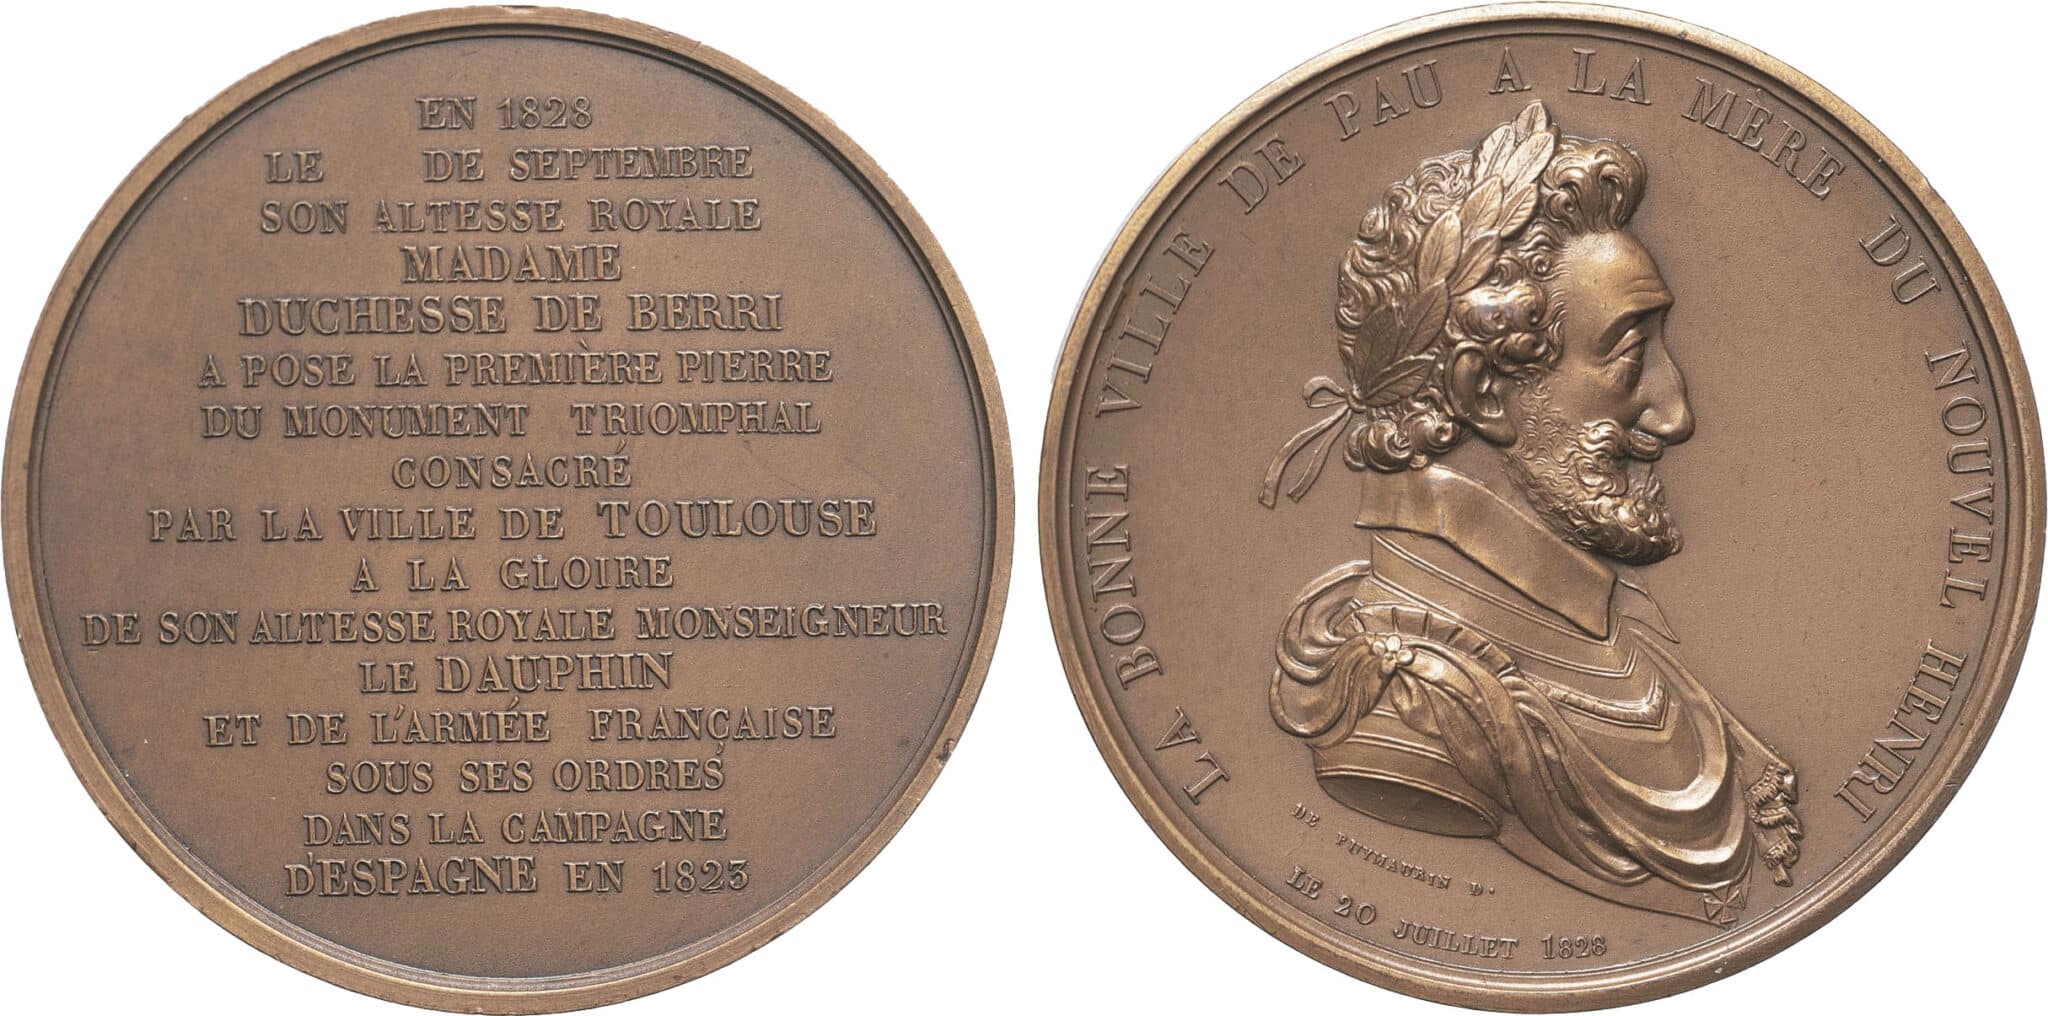 EN 1828
LE DE SEPTEMBRE
SON ALTESSE ROYALE
MADAME
DUCHESSE DE BERRI
A POSE LA PREMIÈRE PIERRE
DU MONUMENT TRIOMPHAL
CONSACRÉ
PAR LA VILLE DE TOULOUSE
A LA GLOIRE
DE SON ALTESSE ROYALE MONSEIGNEUR
LE DAUPHIN
ET DE L'ARMÉE FRANÇAISE
SOUS SES ORDRES
DANS LA CAMPAGNE
D'ESPAGNE EN 1823
LA BONNE VILLE DE PAU A LA MÈRE DU NOUVEL HENRI
DE PUYMAURIN D.
LE 20 JUILLET 1828